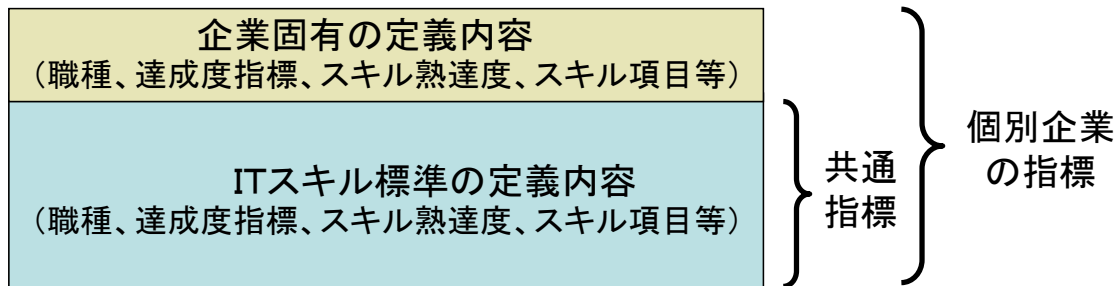 企業固有の定義内容
（職種、達成度指標、スキル熟達度、スキル項目等）
ITスキル標準の定義内容
（職種、達成度指標、スキル熟達度、スキル項目等）
共通
指標
個別企業
の指標